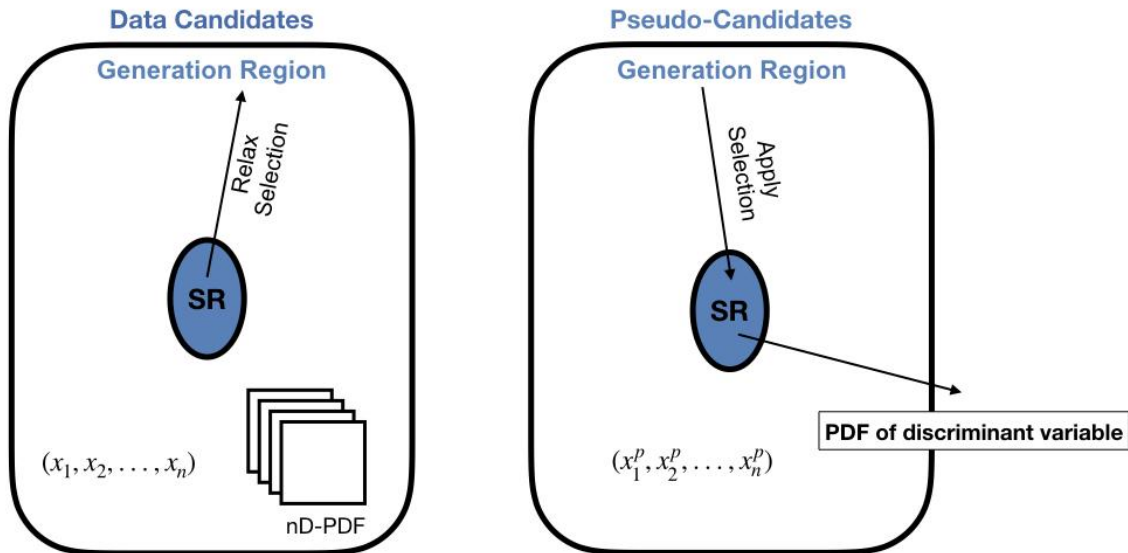 Data Candidates
Generation Region
Relax
Selection
SR
(x₁, x₂, . . . , xₙ)
nD-PDF
Pseudo-Candidates
Generation Region
Apply
Selection
SR
PDF of discriminant variable
(x₁ᵖ, x₂ᵖ, . . . , xₙᵖ)